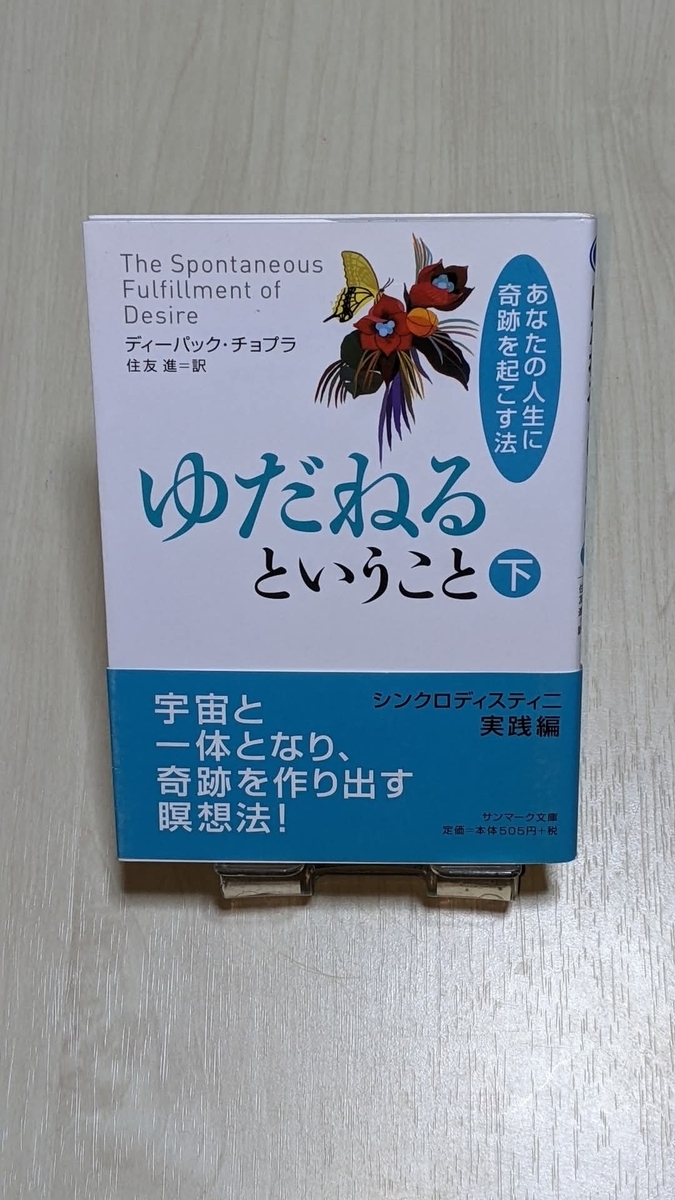 The Spontaneous
Fulfillment of
Desire
ディーパック・チョプラ
住友 進=訳
あなたの人生に
奇跡を起こす法
ゆだねる
ということ 下
シンクロディスティニ
実践編
宇宙と
一体となり、
奇跡を作り出す
瞑想法!
サンマーク文庫
定価=本体505円+税